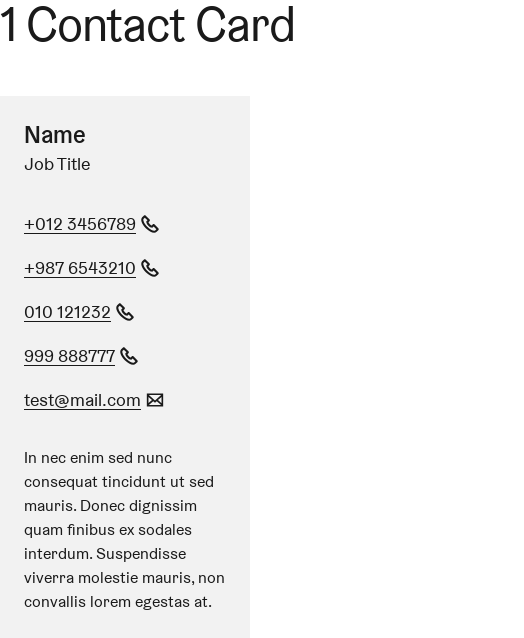 1 Contact Card
Name
Job Title
+012 3456789
+987 6543210
010 121232
999 888777
test@mail.com
In nec enim sed nunc
consequat tincidunt ut sed
mauris. Donec dignissim
quam finibus ex sodales
interdum. Suspendisse
viverra molestie mauris, non
convallis lorem egestas at.